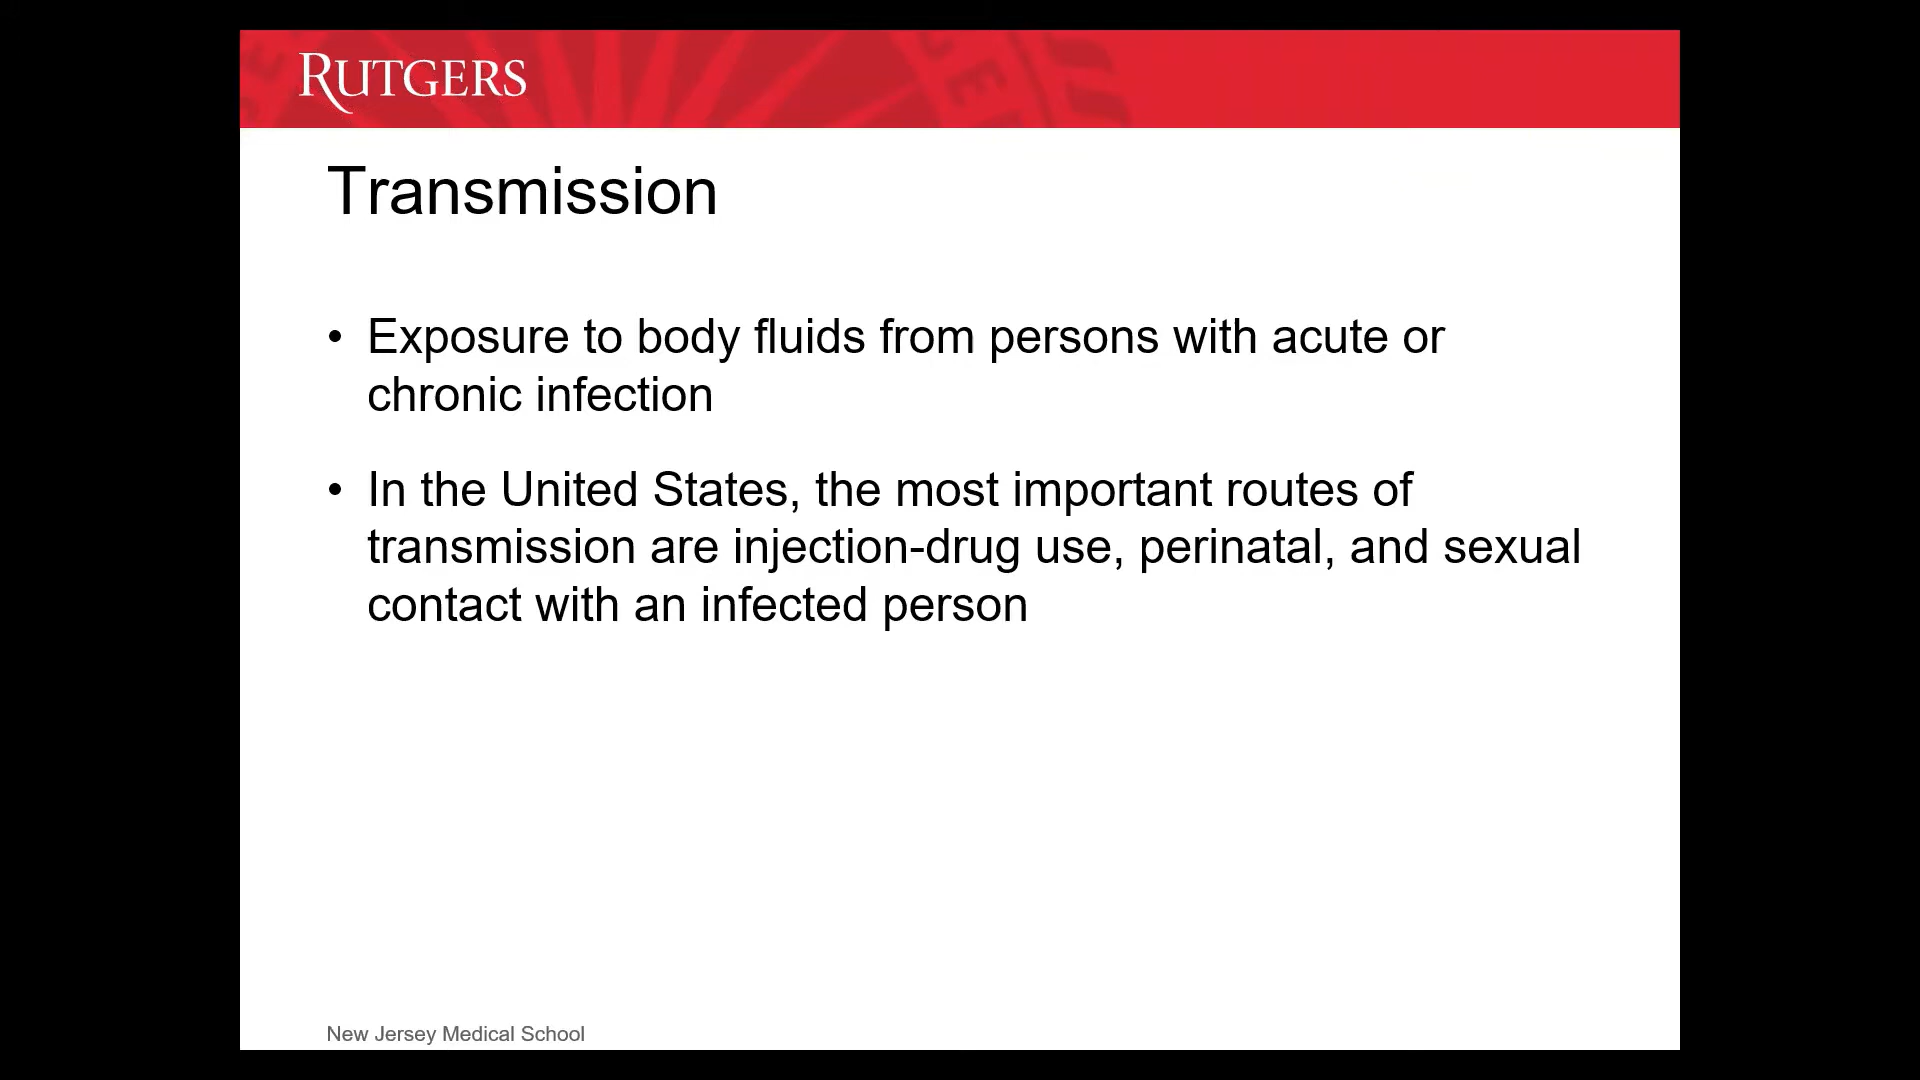 RUTGERS
Transmission
• Exposure to body fluids from persons with acute or
chronic infection
• In the United States, the most important routes of
transmission are injection-drug use, perinatal, and sexual
contact with an infected person
New Jersey Medical School